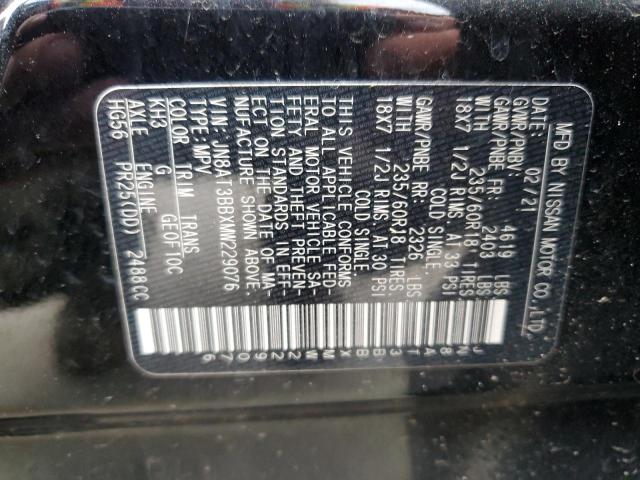 MFD BY NISSAN MOTOR CO., LTD.
02/21
GVWR/PNBV: 4619 LBS
GAWR/PNBE FR: 2403 LBS
WITH 235/60R18 TIRES,
18X7 1/2J RIMS AT 33 PSI
COLD SINGLE,
GAWR/PNBE RR: 2326 LBS
WITH 235/60R18 TIRES,
18X7 1/2J RIMS AT 30 PSI
COLD SINGLE.
THIS VEHICLE CONFORMS
TO ALL APPLICABLE FED-
ERAL MOTOR VEHICLE SA-
FETY AND THEFT PREVEN-
TION STANDARDS IN EFF-
ECT ON THE DATE OF MA
NUFACTURE SHOWN ABOVE.
VIN: JN8AT3BBXMW229076
TYPE: MPV
COLOR TRIM TRANS
KH3 G GE0F10C
AXLE ENGINE
HG56 PR25(DD) 2488CC
JN8AT3BBXMW229076